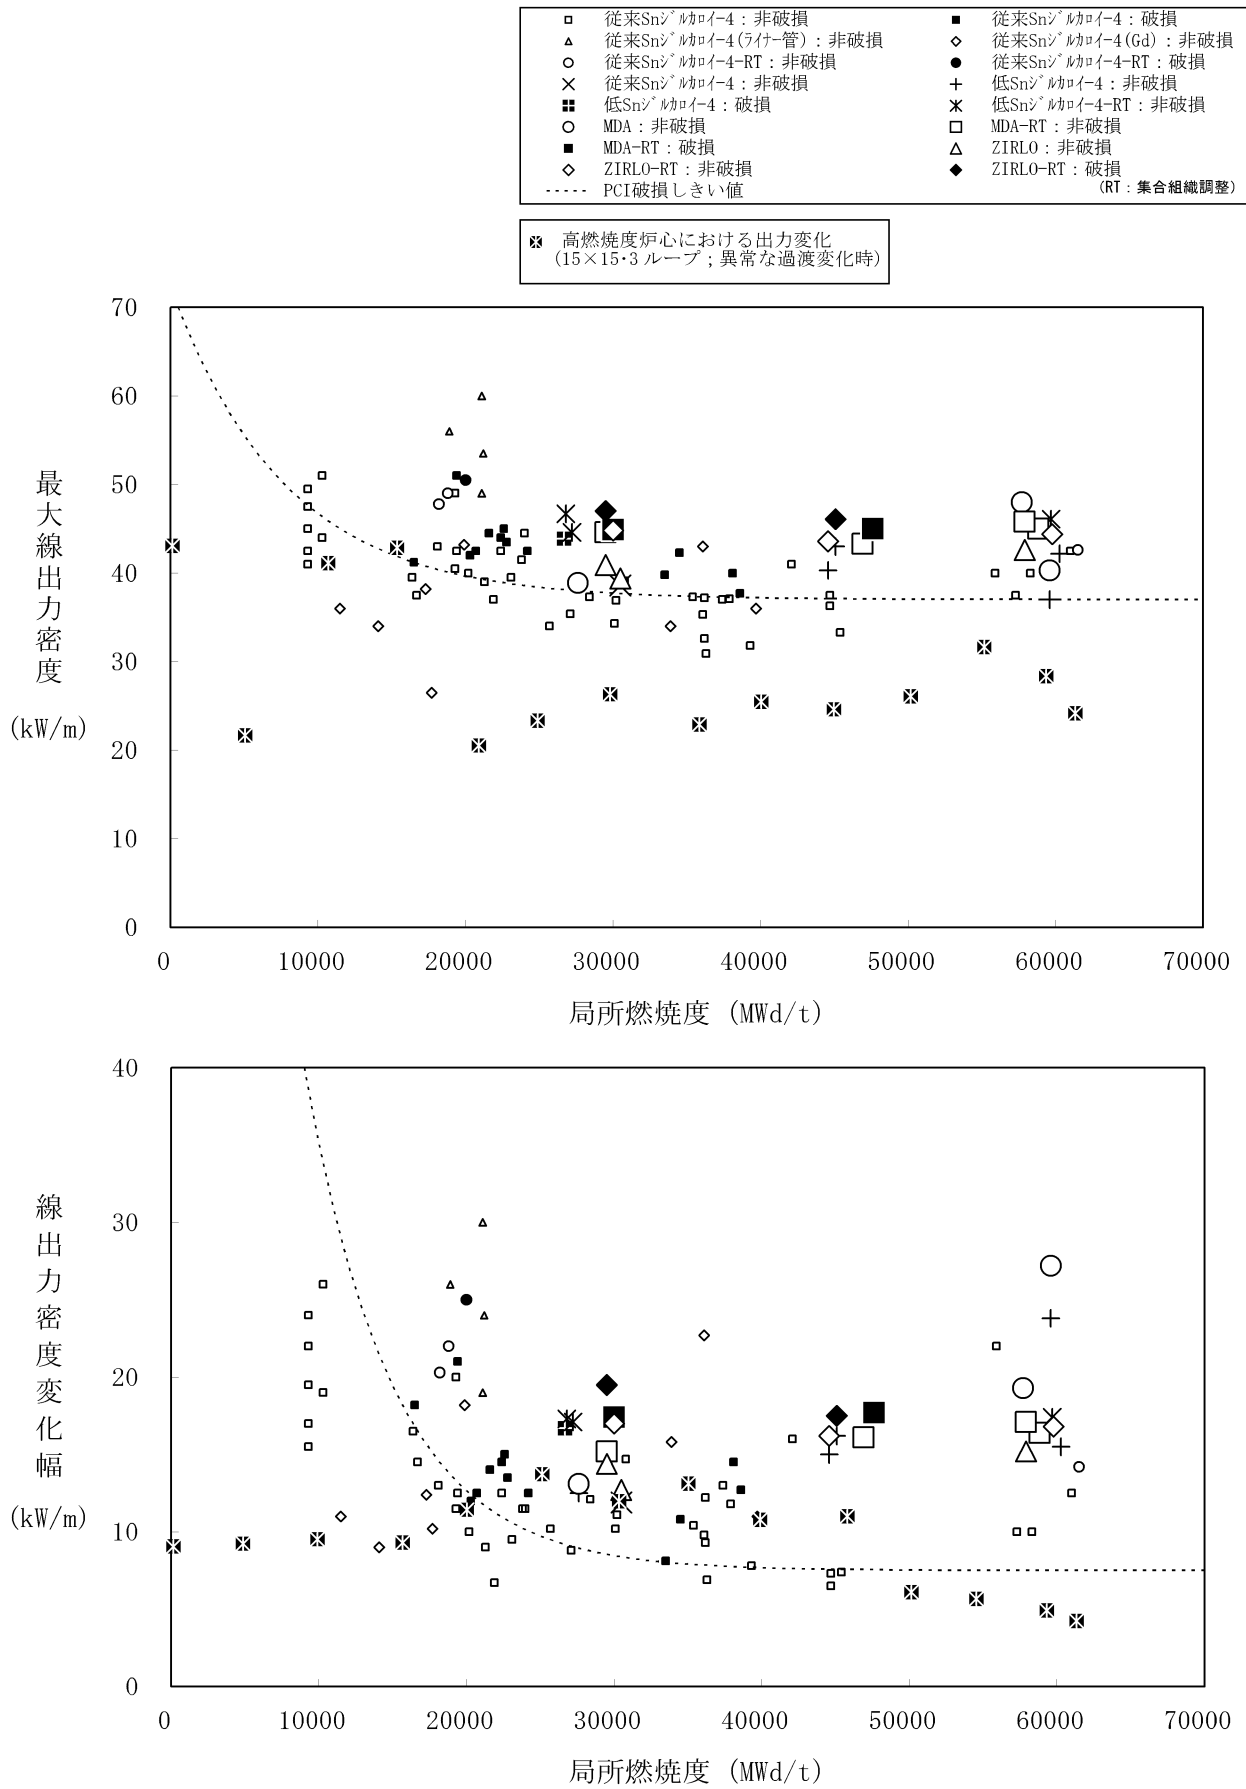 従来Snｼﾞﾙｶﾛｲ-4：非破損 従来Snｼﾞﾙｶﾛｲ-4：破損
従来Snｼﾞﾙｶﾛｲ-4(ﾗｲﾅｰ管)：非破損 従来Snｼﾞﾙｶﾛｲ-4(Gd)：非破損
従来Snｼﾞﾙｶﾛｲ-4-RT：非破損 従来Snｼﾞﾙｶﾛｲ-4-RT：破損
従来Snｼﾞﾙｶﾛｲ-4：非破損 低Snｼﾞﾙｶﾛｲ-4：非破損
低Snｼﾞﾙｶﾛｲ-4：破損 低Snｼﾞﾙｶﾛｲ-4-RT：非破損
MDA：非破損 MDA-RT：非破損
MDA-RT：破損 ZIRLO：非破損
ZIRLO-RT：非破損 ZIRLO-RT：破損
PCI破損しきい値 (RT：集合組織調整)
高燃焼度炉心における出力変化
(15×15･3 ループ；異常な過渡変化時)
70
60
50
40
30
20
10
0
最大線出力密度
(kW/m)
0 10000 20000 30000 40000 50000 60000 70000
局所燃焼度 (MWd/t)
40
30
20
10
0
線出力密度変化幅
(kW/m)
0 10000 20000 30000 40000 50000 60000 70000
局所燃焼度 (MWd/t)